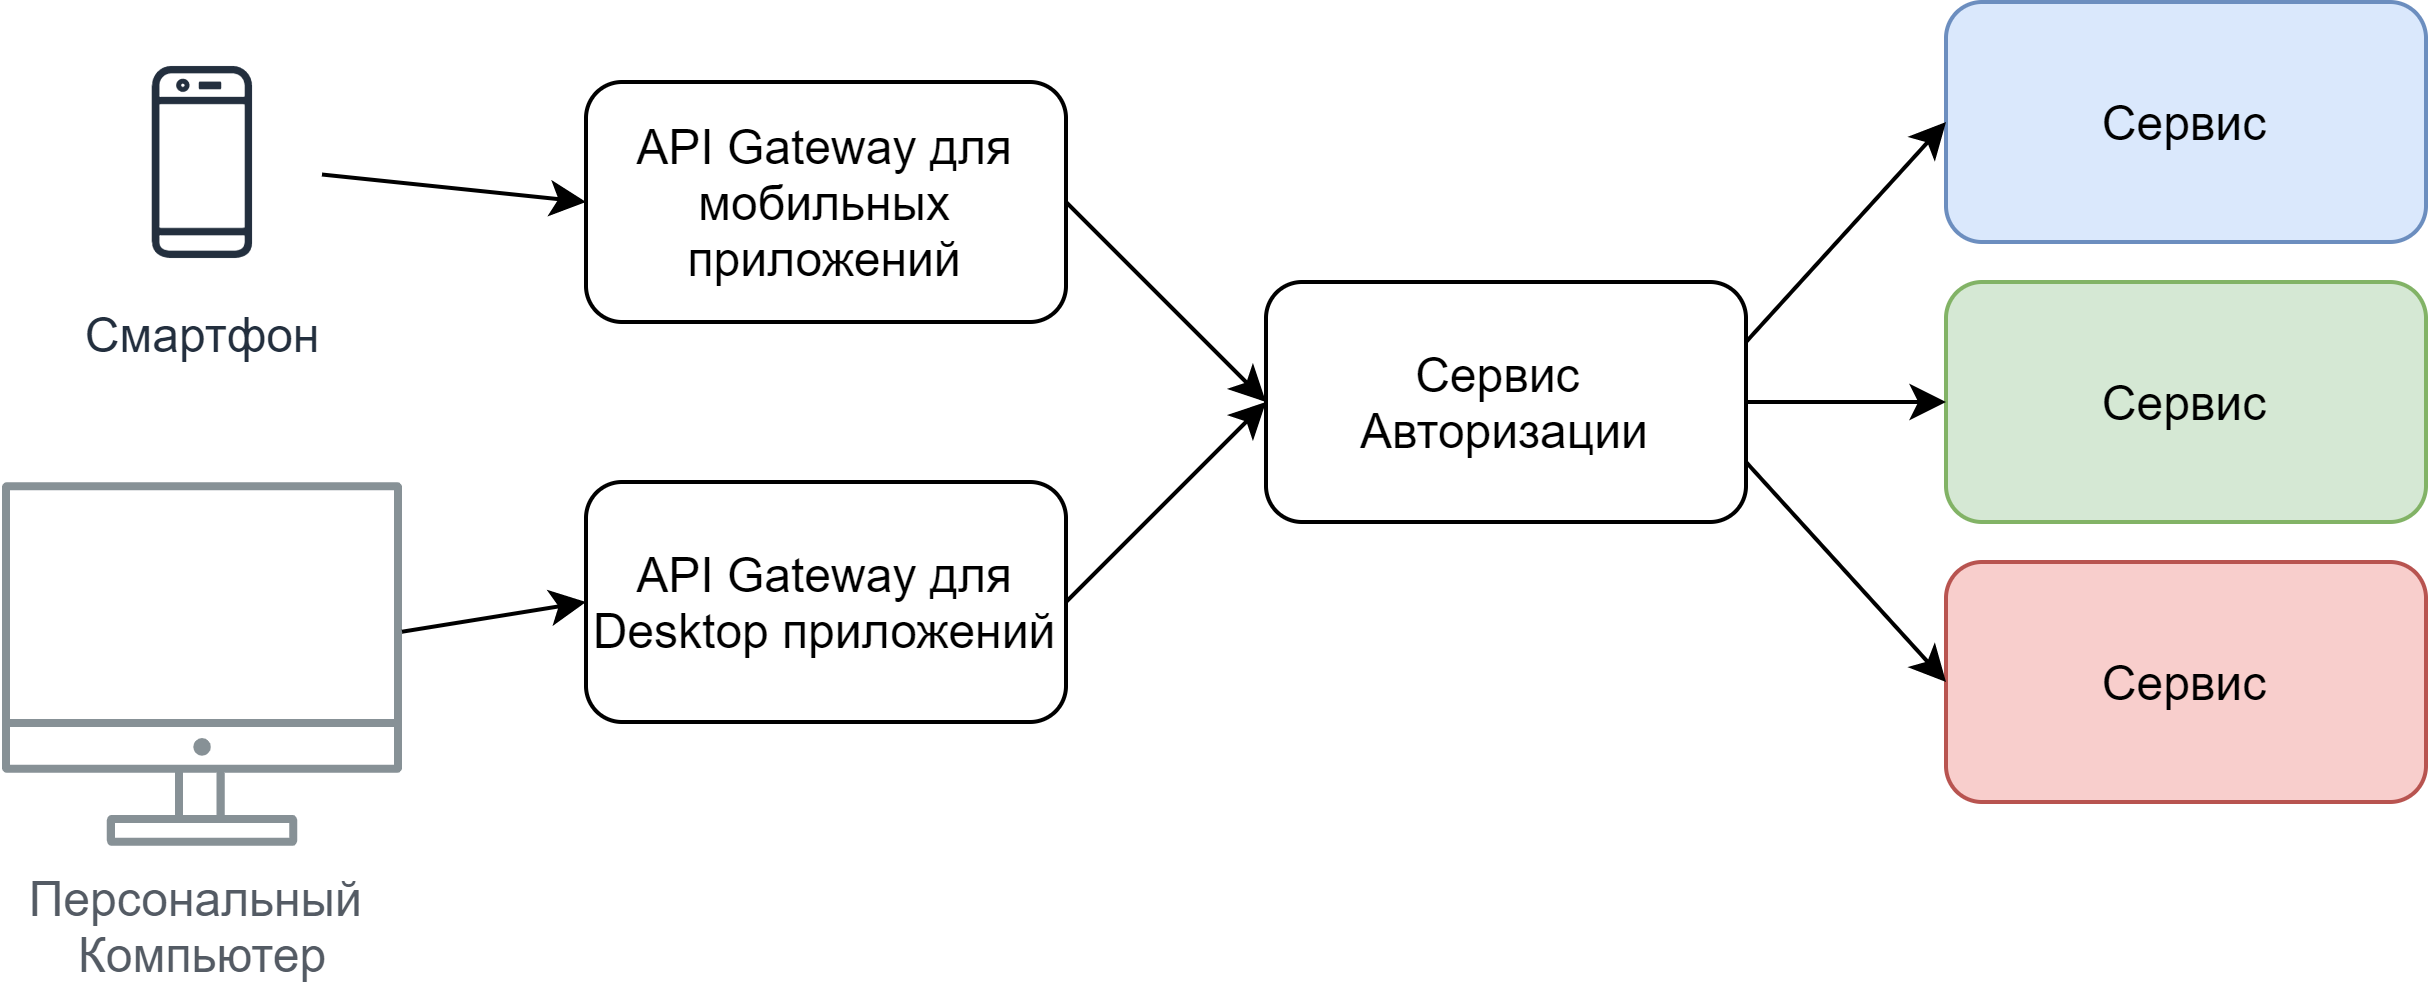 Смартфон
Персональный
Компьютер
API Gateway для
мобильных
приложений
API Gateway для
Desktop приложений
Сервис
Авторизации
Сервис
Сервис
Сервис